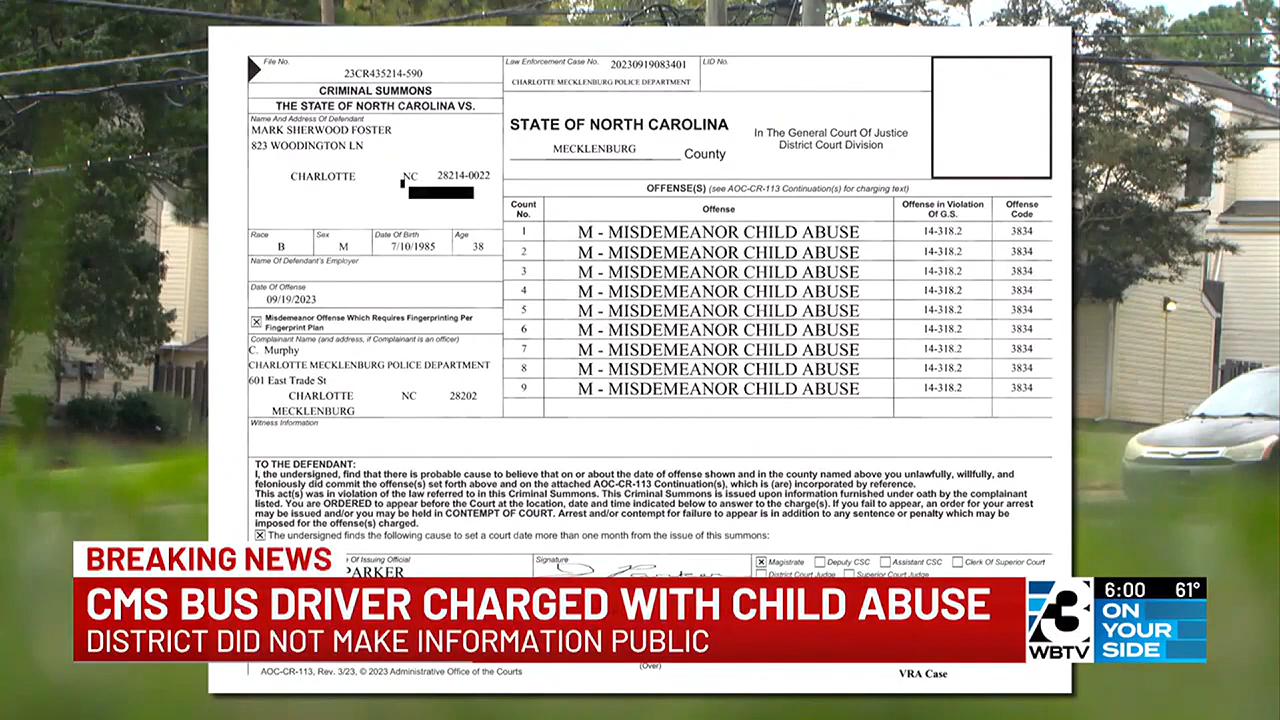 File No.
23CR435214-590
CRIMINAL SUMMONS
THE STATE OF NORTH CAROLINA VS.
Name And Address Of Defendant
MARK SHERWOOD FOSTER
823 WOODINGTON LN
CHARLOTTE NC 28214-0022
Race Sex Date Of Birth Age
B M 7/10/1985 38
Name Of Defendant's Employer
Date Of Offense
09/19/2023
☒ Misdemeanor Offense Which Requires Fingerprinting Per
Fingerprint Plan
Complainant Name (and address, if Complainant is an officer)
C. Murphy
CHARLOTTE MECKLENBURG POLICE DEPARTMENT
601 East Trade St
CHARLOTTE NC 28202
MECKLENBURG
Witness Information
Law Enforcement Case No. 20230919083401 LID No.
CHARLOTTE MECKLENBURG POLICE DEPARTMENT
STATE OF NORTH CAROLINA
MECKLENBURG County
In The General Court Of Justice
District Court Division
OFFENSE(S) (see AOC-CR-113 Continuation(s) for charging text)
Count No. Offense Offense in Violation Of G.S. Offense Code
1 M - MISDEMEANOR CHILD ABUSE 14-318.2 3834
2 M - MISDEMEANOR CHILD ABUSE 14-318.2 3834
3 M - MISDEMEANOR CHILD ABUSE 14-318.2 3834
4 M - MISDEMEANOR CHILD ABUSE 14-318.2 3834
5 M - MISDEMEANOR CHILD ABUSE 14-318.2 3834
6 M - MISDEMEANOR CHILD ABUSE 14-318.2 3834
7 M - MISDEMEANOR CHILD ABUSE 14-318.2 3834
8 M - MISDEMEANOR CHILD ABUSE 14-318.2 3834
9 M - MISDEMEANOR CHILD ABUSE 14-318.2 3834
TO THE DEFENDANT:
I, the undersigned, find that there is probable cause to believe that on or about the date of offense shown and in the county named above you unlawfully, willfully, and
feloniously did commit the offense(s) set forth above and on the attached AOC-CR-113 Continuation(s), which is (are) incorporated by reference.
This act(s) was in violation of the law referred to in this Criminal Summons. This Criminal Summons is issued upon information furnished under oath by the complainant
listed. You are ORDERED to appear before the Court at the location, date and time indicated below to answer to the charge(s). If you fail to appear, an order for your arrest
may be issued and/or you may be held in CONTEMPT OF COURT. Arrest and/or contempt for failure to appear is in addition to any sentence or penalty which may be
imposed for the offense(s) charged.
☒ The undersigned finds the following cause to set a court date more than one month from the issue of this summons:
e Of Issuing Official Signature ☒ Magistrate ☐ Deputy CSC ☐ Assistant CSC ☐ Clerk Of Superior Court
PARKER
☐ District Court Judge ☐ Superior Court Judge
BREAKING NEWS
CMS BUS DRIVER CHARGED WITH CHILD ABUSE
DISTRICT DID NOT MAKE INFORMATION PUBLIC
3
WBTV
6:00 61°
ON
YOUR
SIDE
(Over)
AOC-CR-113, Rev. 3/23, © 2023 Administrative Office of the Courts
VRA Case